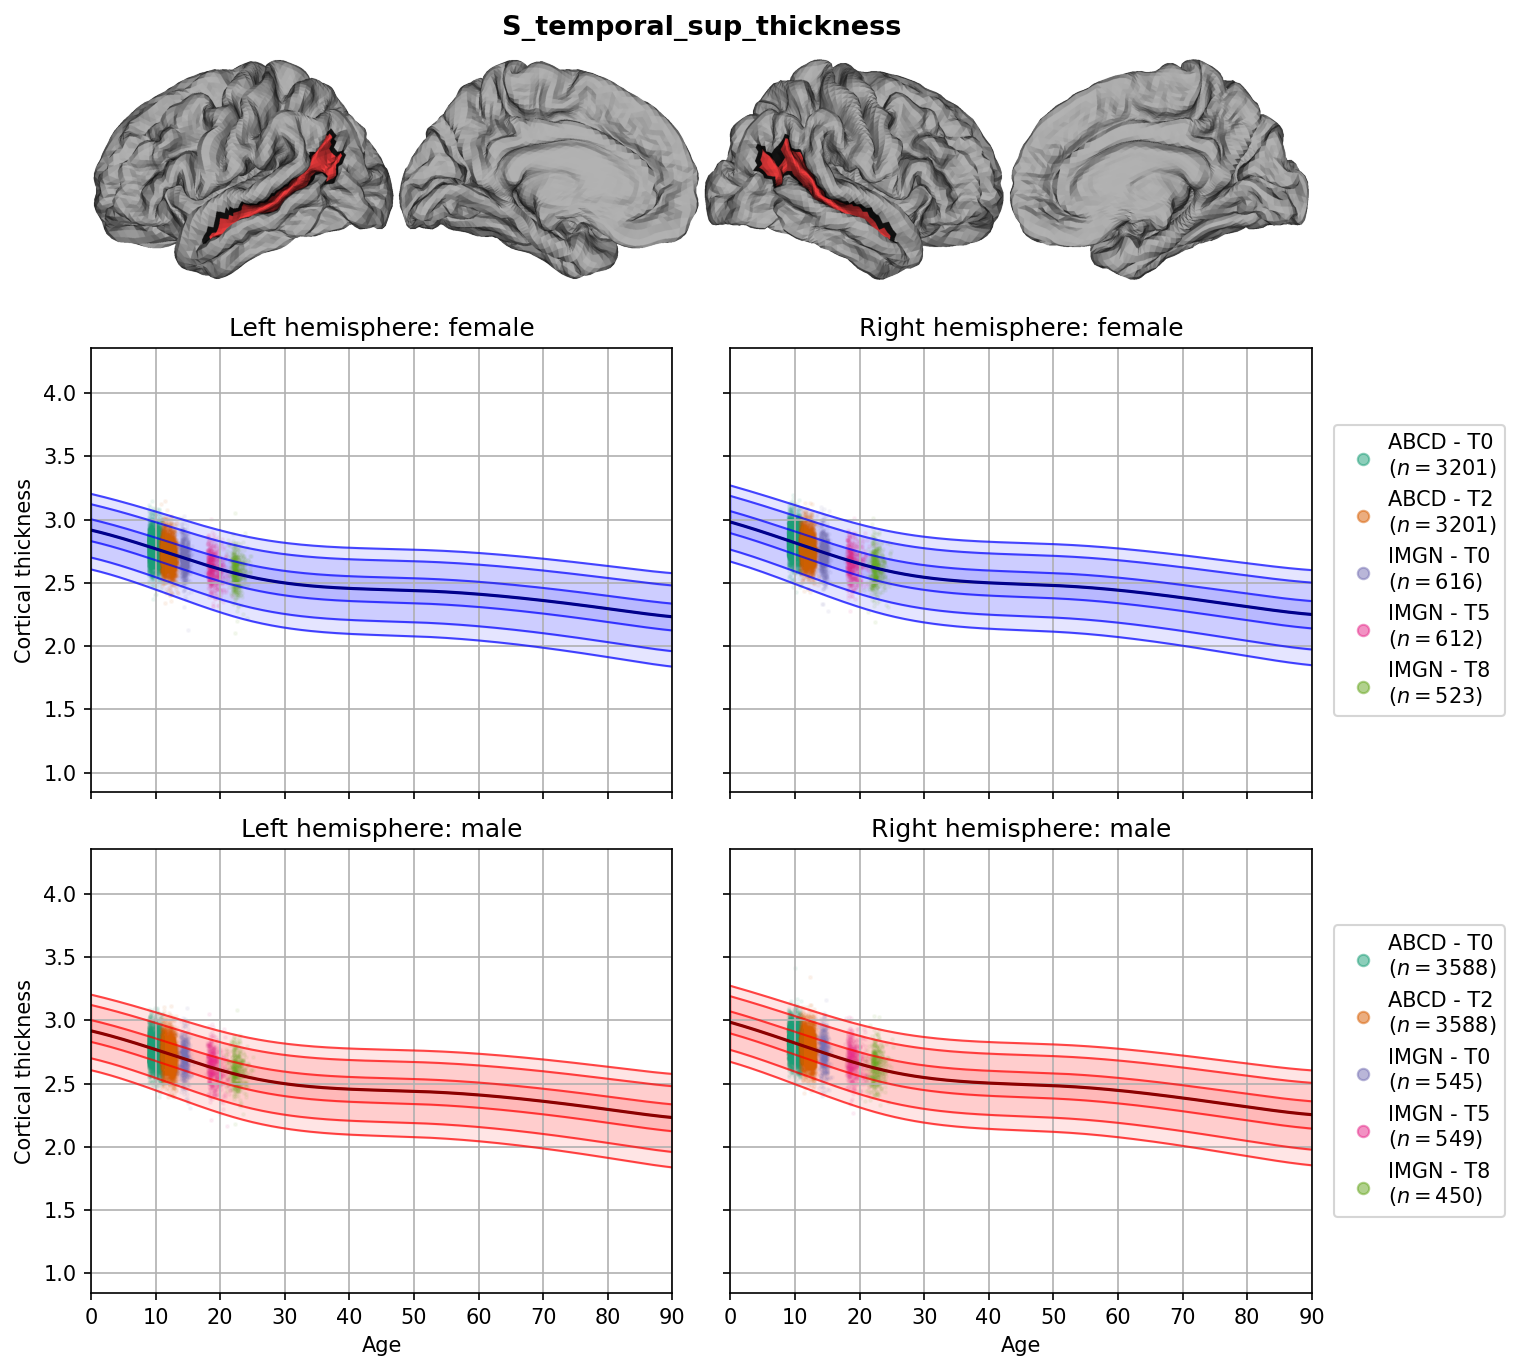 S_temporal_sup_thickness
Left hemisphere: female
Right hemisphere: female
Cortical thickness
4.0
3.5
3.0
2.5
2.0
1.5
1.0
ABCD - T0
(n = 3201)
ABCD - T2
(n = 3201)
IMGN - T0
(n = 616)
IMGN - T5
(n = 612)
IMGN - T8
(n = 523)
Left hemisphere: male
Right hemisphere: male
Cortical thickness
4.0
3.5
3.0
2.5
2.0
1.5
1.0
0 10 20 30 40 50 60 70 80 90
Age
0 10 20 30 40 50 60 70 80 90
Age
ABCD - T0
(n = 3588)
ABCD - T2
(n = 3588)
IMGN - T0
(n = 545)
IMGN - T5
(n = 549)
IMGN - T8
(n = 450)